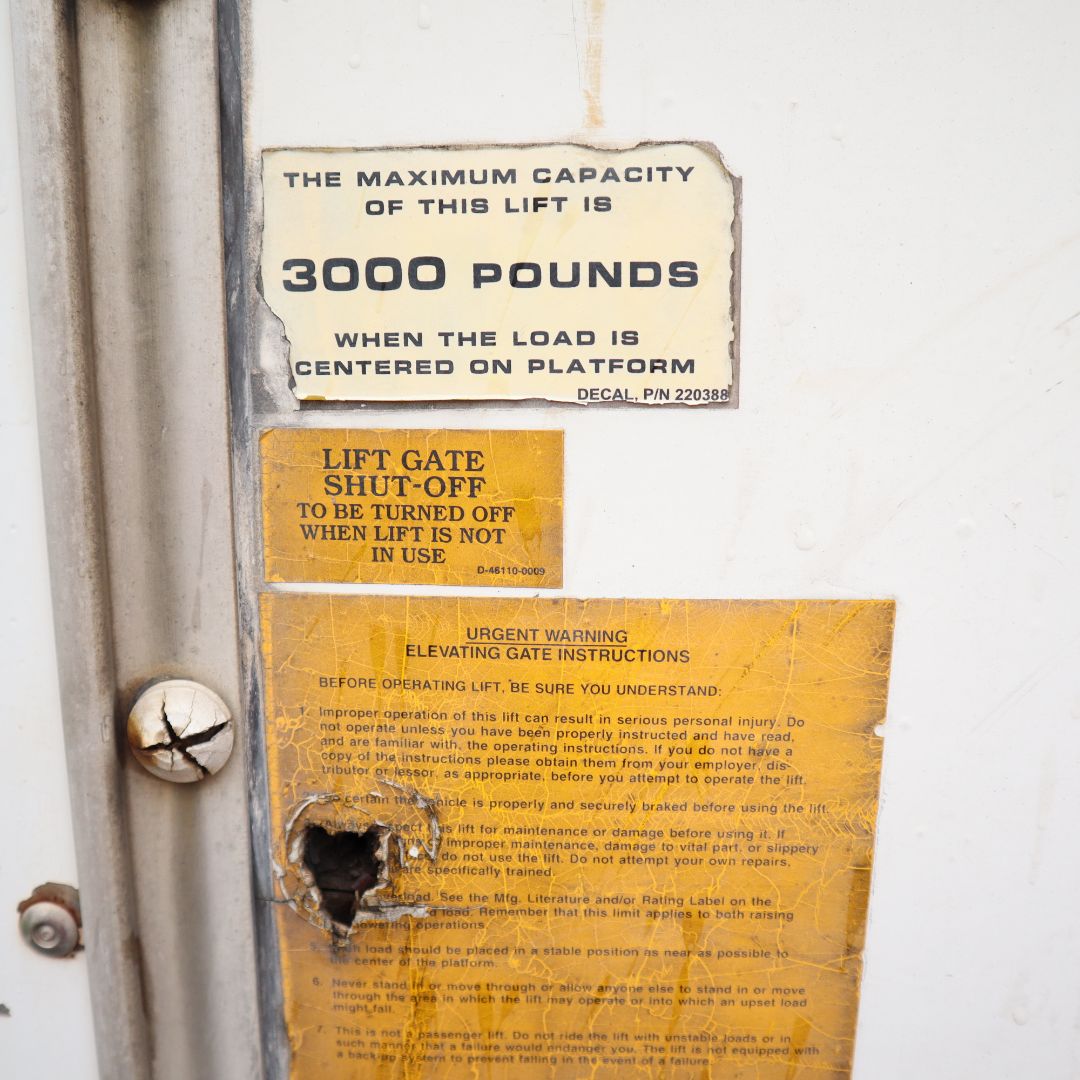 THE MAXIMUM CAPACITY
OF THIS LIFT IS
3000 POUNDS
WHEN THE LOAD IS
CENTERED ON PLATFORM
DECAL, P/N 220388
LIFT GATE
SHUT-OFF
TO BE TURNED OFF
WHEN LIFT IS NOT
IN USE
D-46110-0009
URGENT WARNING
ELEVATING GATE INSTRUCTIONS
BEFORE OPERATING LIFT, BE SURE YOU UNDERSTAND:
1. Improper operation of this lift can result in serious personal injury. Do
not operate unless you have been properly instructed and have read,
and are familiar with, the operating instructions. If you do not have a
copy of the instructions please obtain them from your employer, dis-
tributor or lessor, as appropriate, before you attempt to operate the lift.
certain the vehicle is properly and securely braked before using the lift.
Always inspect this lift for maintenance or damage before using it. If
improper maintenance, damage to vital part, or slippery
do not use the lift. Do not attempt your own repairs,
are specifically trained.
See the Mfg. Literature and/or Rating Label on the
load. Remember that this limit applies to both raising
lowering operations.
5. Each load should be placed in a stable position as near as possible to
the center of the platform.
6. Never stand in or move through or allow anyone else to stand in or move
through the area in which the lift may operate or into which an upset load
might fall.
7. This is not a passenger lift. Do not ride the lift with unstable loads or in
such manner that a failure would endanger you. The lift is not equipped with
a back-up system to prevent falling in the event of a failure.